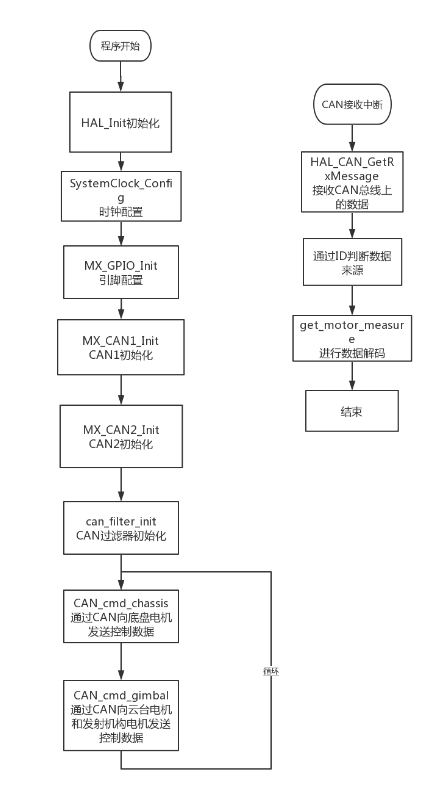 程序开始
HAL_Init初始化
SystemClock_Confi
g
时钟配置
MX_GPIO_Init
引脚配置
MX_CAN1_Init
CAN1初始化
MX_CAN2_Init
CAN2初始化
can_filter_init
CAN过滤器初始化
CAN_cmd_chassis
通过CAN向底盘电机
发送控制数据
CAN_cmd_gimbal
通过CAN向云台电机
和发射机构电机发送
控制数据
循环
CAN接收中断
HAL_CAN_GetR
xMessage
接收CAN总线上
的数据
通过ID判断数据
来源
get_motor_measur
e
进行数据解码
结束